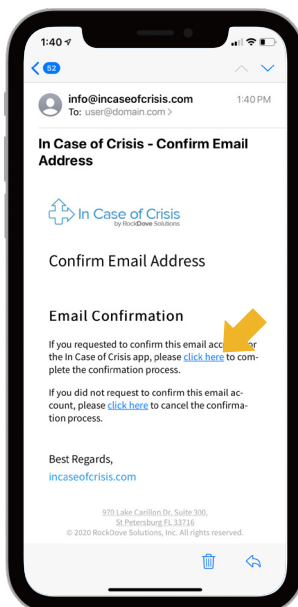 1:40
52
info@incaseofcrisis.com 1:40 PM
To: user@domain.com >
In Case of Crisis - Confirm Email
Address
In Case of Crisis
by RockDove Solutions
Confirm Email Address
Email Confirmation
If you requested to confirm this email
the In Case of Crisis app, please click here to com-
plete the confirmation process.
If you did not request to confirm this email ac-
count, please click here to cancel the confirma-
tion process.
Best Regards,
incaseofcrisis.com
970 Lake Carillon Dr. Suite 300,
St Petersburg FL 33716
© 2020 RockDove Solutions, Inc. All rights reserved.